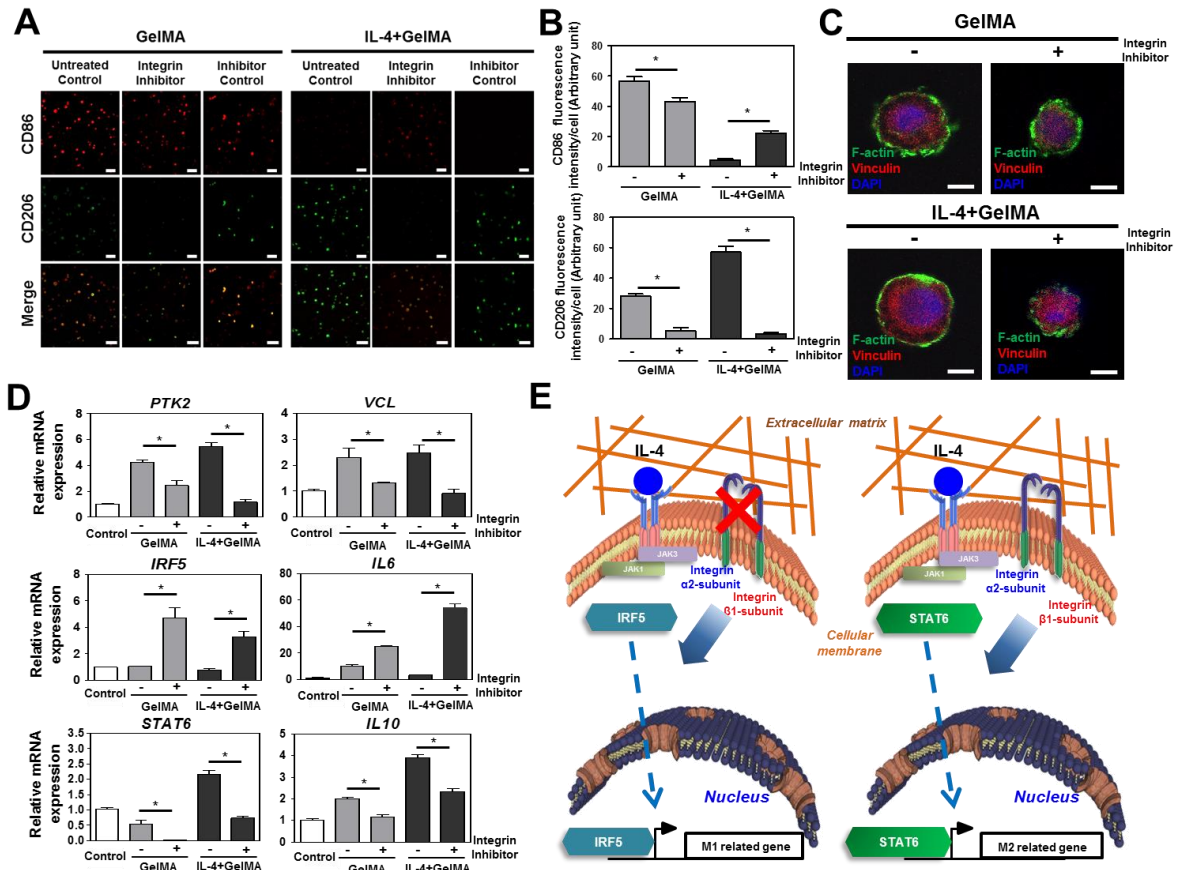 A
GelMA
IL-4+GelMA
Untreated
Control
Integrin
Inhibitor
Inhibitor
Control
Untreated
Control
Integrin
Inhibitor
Inhibitor
Control
CD86
CD206
Merge
B
CD86 fluorescence
intensity/cell (Arbitrary unit)
80
60
40
20
0
*
*
- + - +
Integrin
Inhibitor
GelMA
IL-4+GelMA
CD206 fluorescence
intensity/cell (Arbitrary unit)
80
60
40
20
0
*
*
- + - +
Integrin
Inhibitor
GelMA
IL-4+GelMA
C
GelMA
- +
Integrin
Inhibitor
F-actin
Vinculin
DAPI
F-actin
Vinculin
DAPI
IL-4+GelMA
- +
Integrin
Inhibitor
F-actin
Vinculin
DAPI
F-actin
Vinculin
DAPI
D
PTK2
Relative mRNA
expression
8
6
4
2
0
*
*
Control
- + - +
GelMA
IL-4+GelMA
VCL
4
3
2
1
0
*
*
Control
- + - +
GelMA
IL-4+GelMA
Integrin
Inhibitor
IRF5
Relative mRNA
expression
8
6
4
2
0
*
*
Control
- + - +
GelMA
IL-4+GelMA
IL6
80
60
40
20
0
*
*
Control
- + - +
GelMA
IL-4+GelMA
Integrin
Inhibitor
STAT6
Relative mRNA
expression
3.5
3.0
2.5
2.0
1.5
1.0
0.5
0.0
*
*
Control
- + - +
GelMA
IL-4+GelMA
IL10
5
4
3
2
1
0
*
*
Control
- + - +
GelMA
IL-4+GelMA
Integrin
Inhibitor
E
Extracellular matrix
IL-4
JAK3
JAK1
Integrin
α2-subunit
Integrin
β1-subunit
IRF5
Cellular
membrane
Nucleus
IRF5
M1 related gene
IL-4
JAK3
JAK1
Integrin
α2-subunit
Integrin
β1-subunit
STAT6
Nucleus
STAT6
M2 related gene